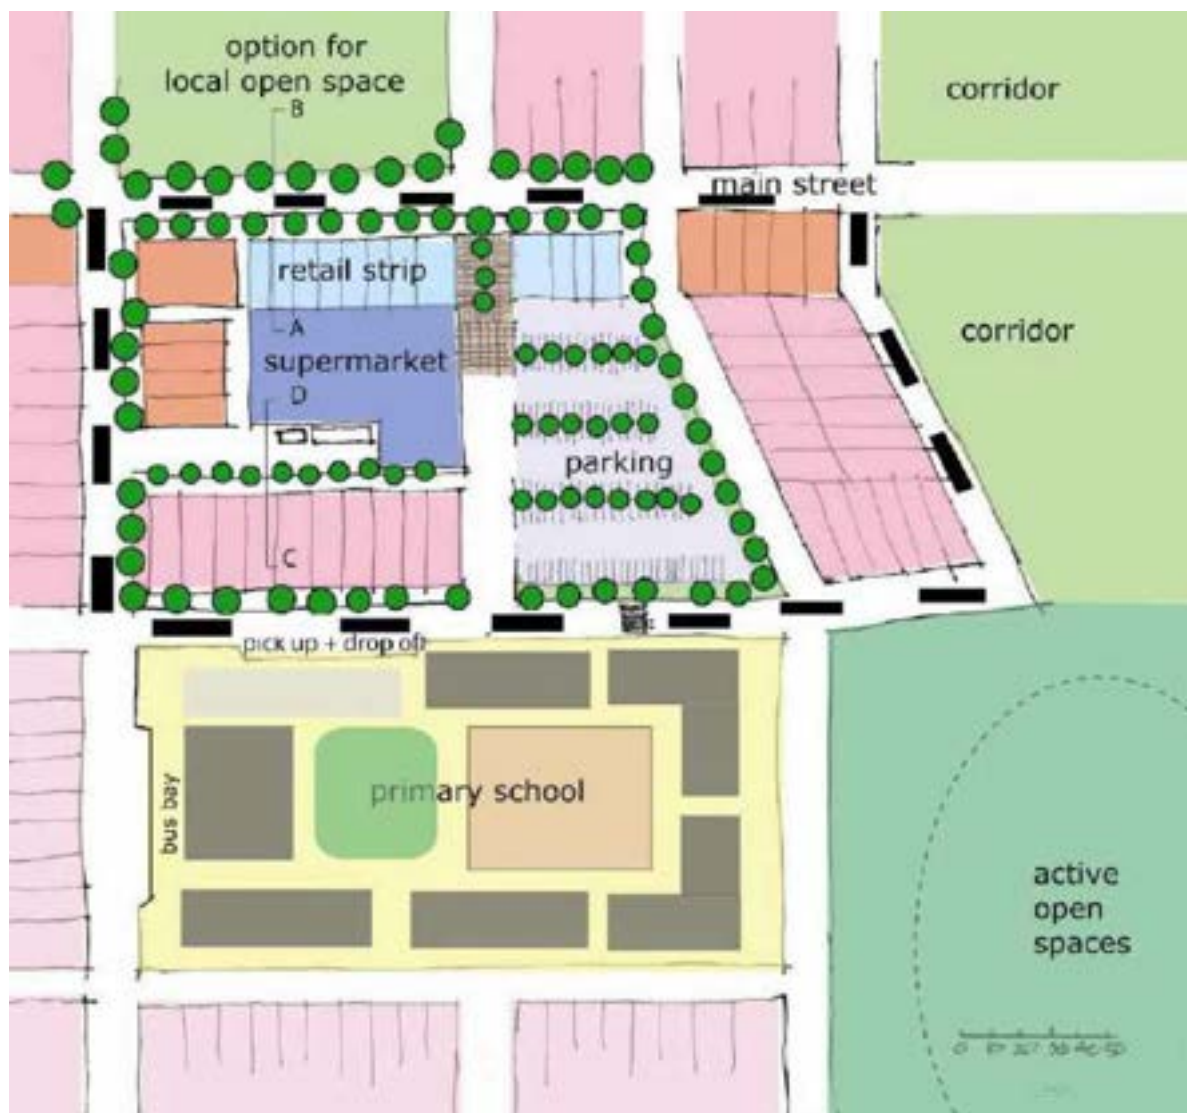 option for
local open space
B
corridor
main street
retail strip
corridor
A
supermarket
D
parking
C
pick up + drop off
primary school
bus bay
active
open
spaces
0